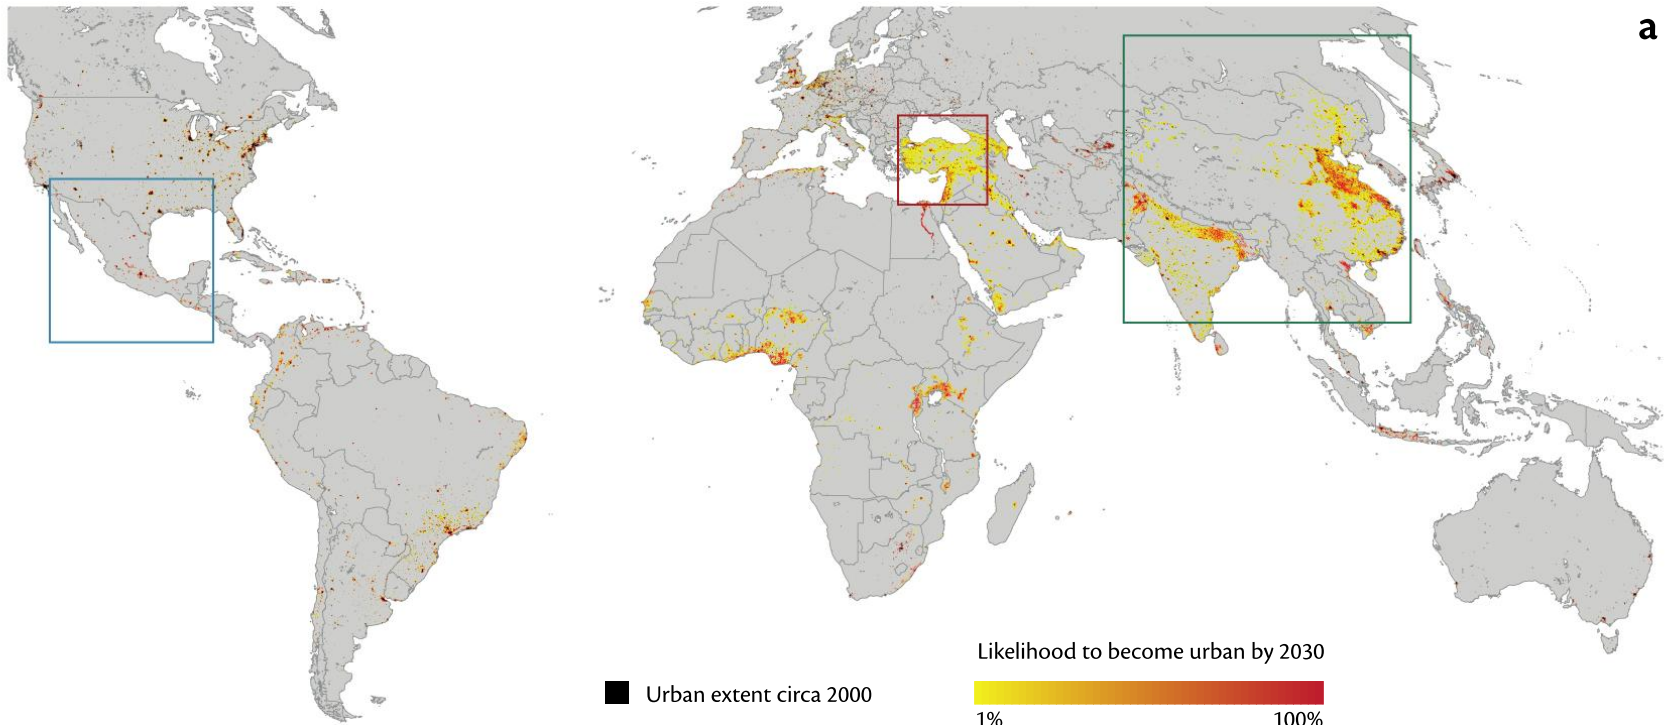 a
Likelihood to become urban by 2030
Urban extent circa 2000
1% 100%